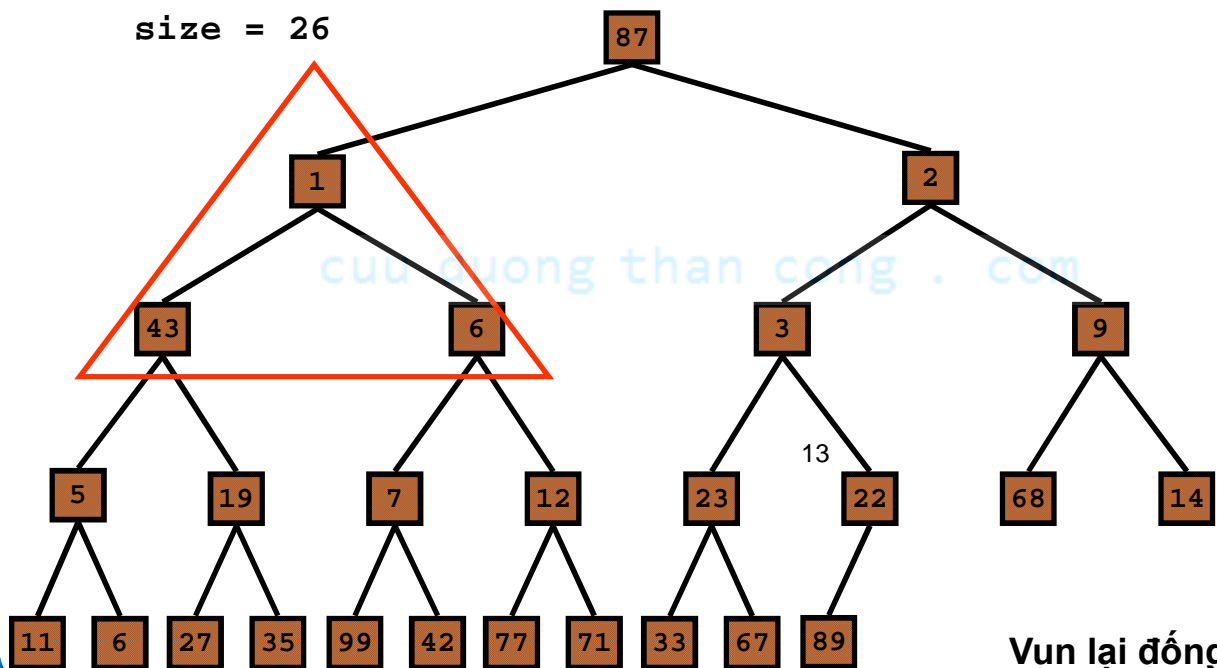 size = 26
87
1 2
cuu duong than cong . com
43 6 3 9
13
5 19 7 12 23 22 68 14
11 6 27 35 99 42 77 71 33 67 89
Vun lại đống